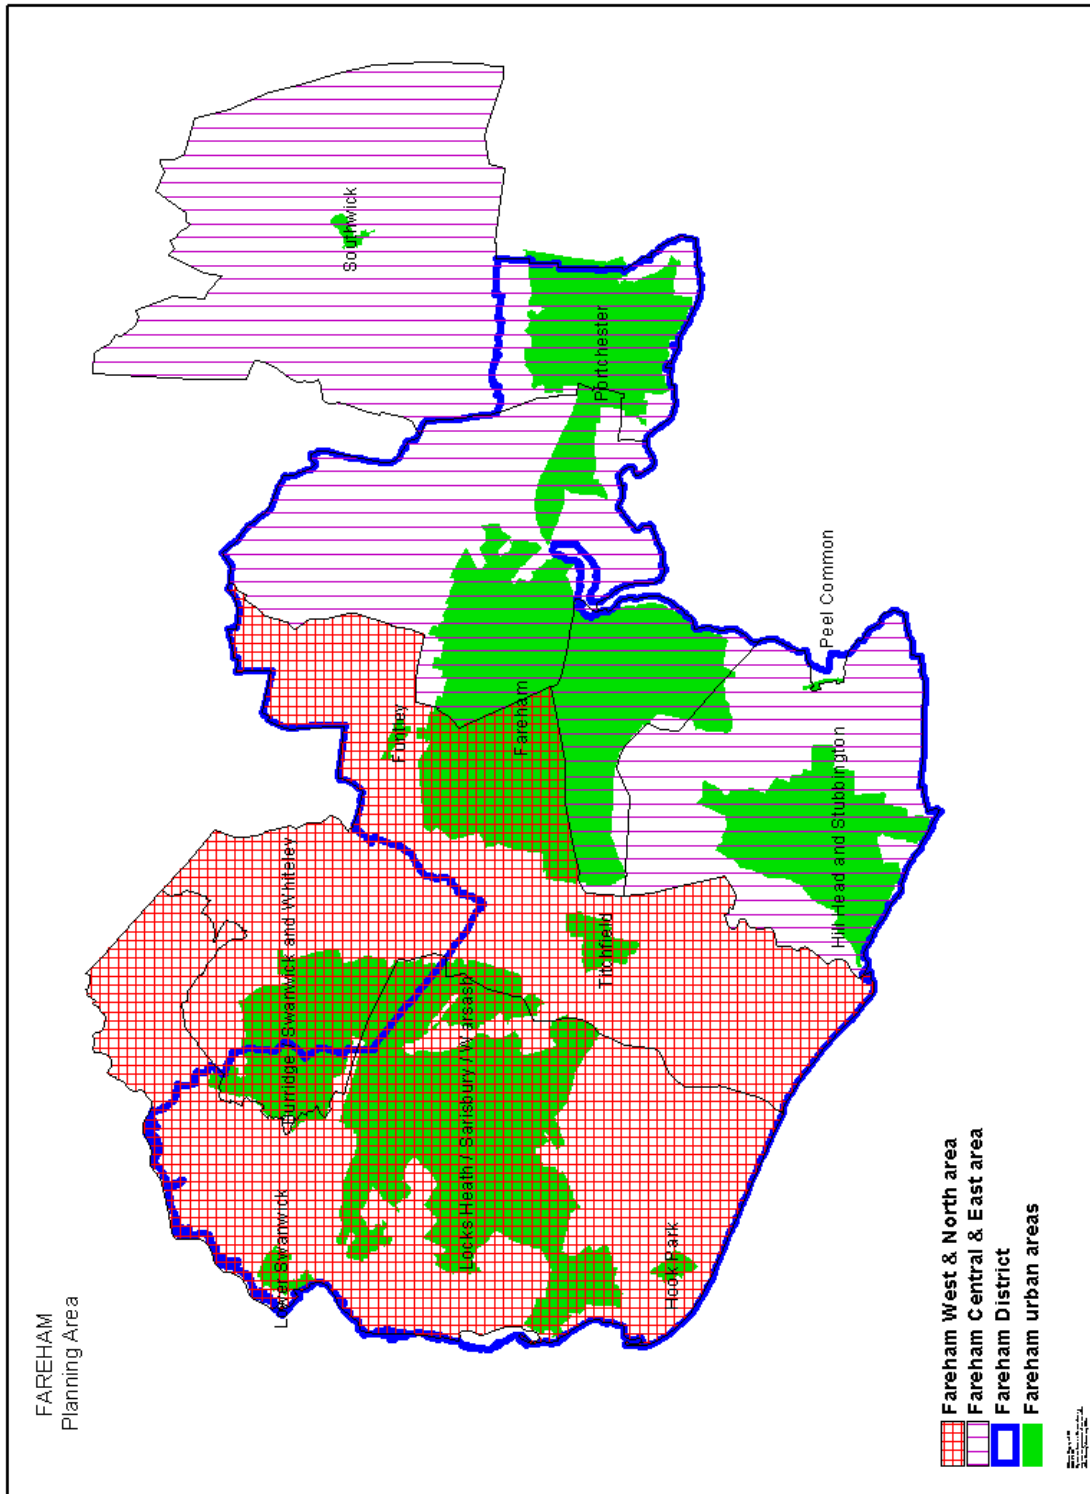 FAREHAM
Planning Area
Southwick
Portchester
Peel Common
Funtley
Fareham
Hill Head and Stubbington
Burridge / Swanwick and Whiteley
Titchfield
Locks Heath / Sarisbury / Warsash
Lower Swanwick
Hook Park
Fareham West & North area
Fareham Central & East area
Fareham District
Fareham urban areas